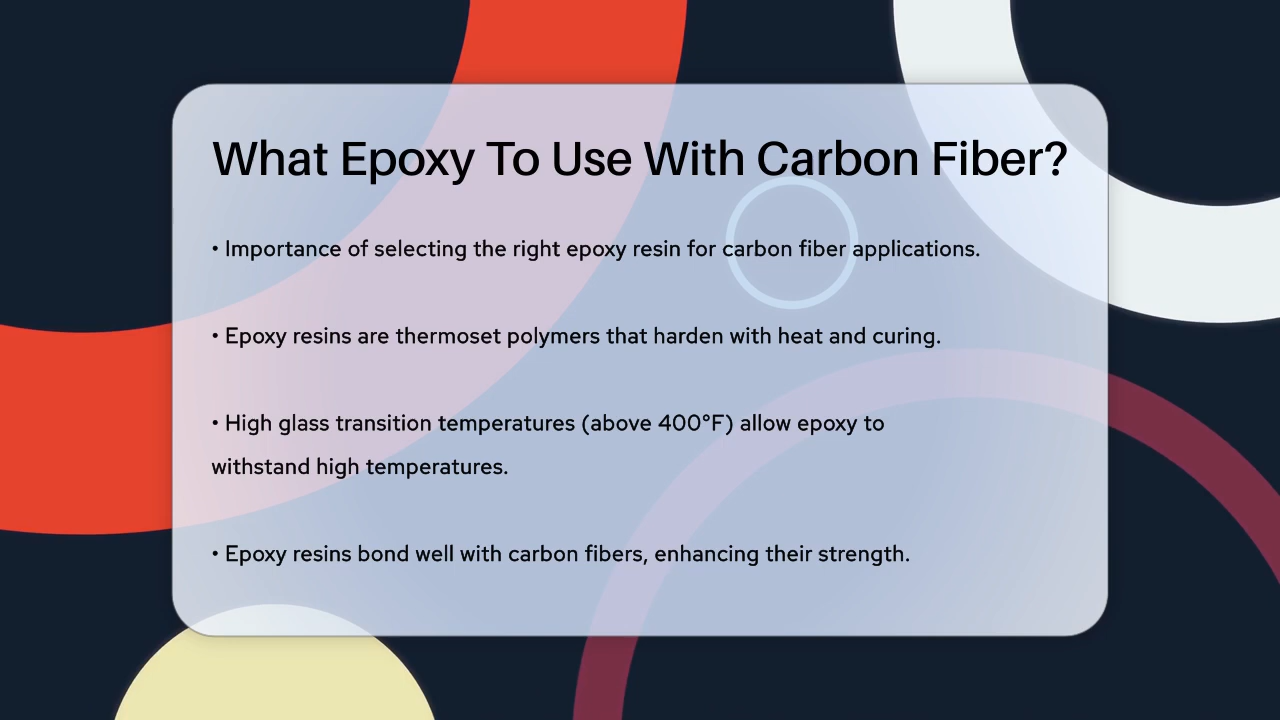 What Epoxy To Use With Carbon Fiber?
• Importance of selecting the right epoxy resin for carbon fiber applications.
• Epoxy resins are thermoset polymers that harden with heat and curing.
• High glass transition temperatures (above 400°F) allow epoxy to
withstand high temperatures.
• Epoxy resins bond well with carbon fibers, enhancing their strength.